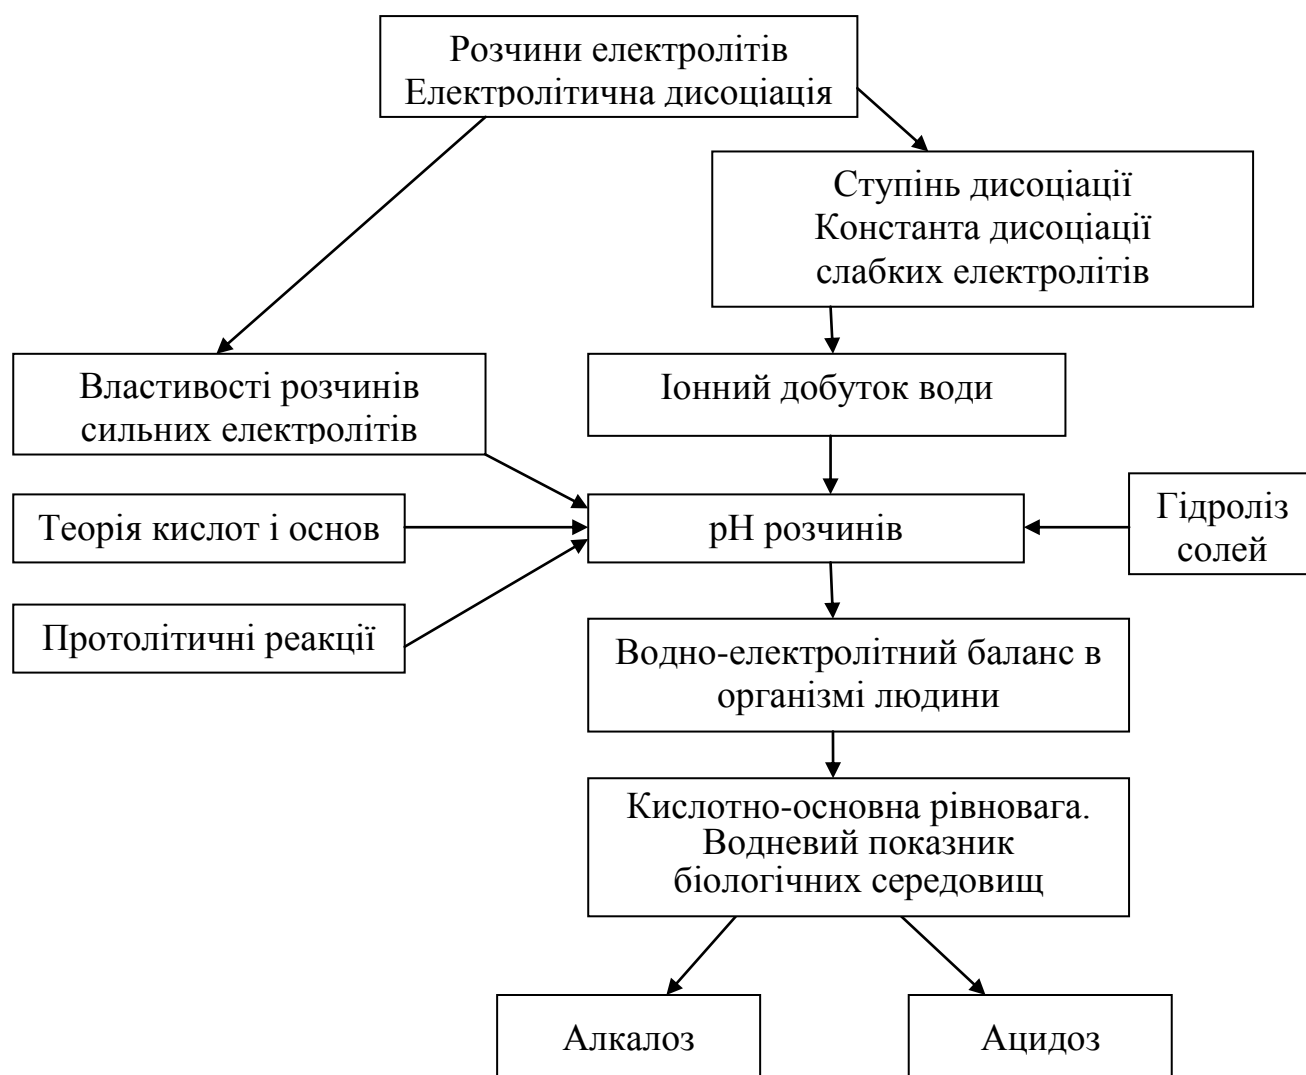 Розчини електролітів
Електролітична дисоціація
Ступінь дисоціації
Константа дисоціації
слабких електролітів
Властивості розчинів
сильних електролітів
Іонний добуток води
Теорія кислот і основ
рН розчинів
Гідроліз
солей
Протолітичні реакції
Водно-електролітний баланс в
організмі людини
Кислотно-основна рівновага.
Водневий показник
біологічних середовищ
Алкалоз
Ацидоз